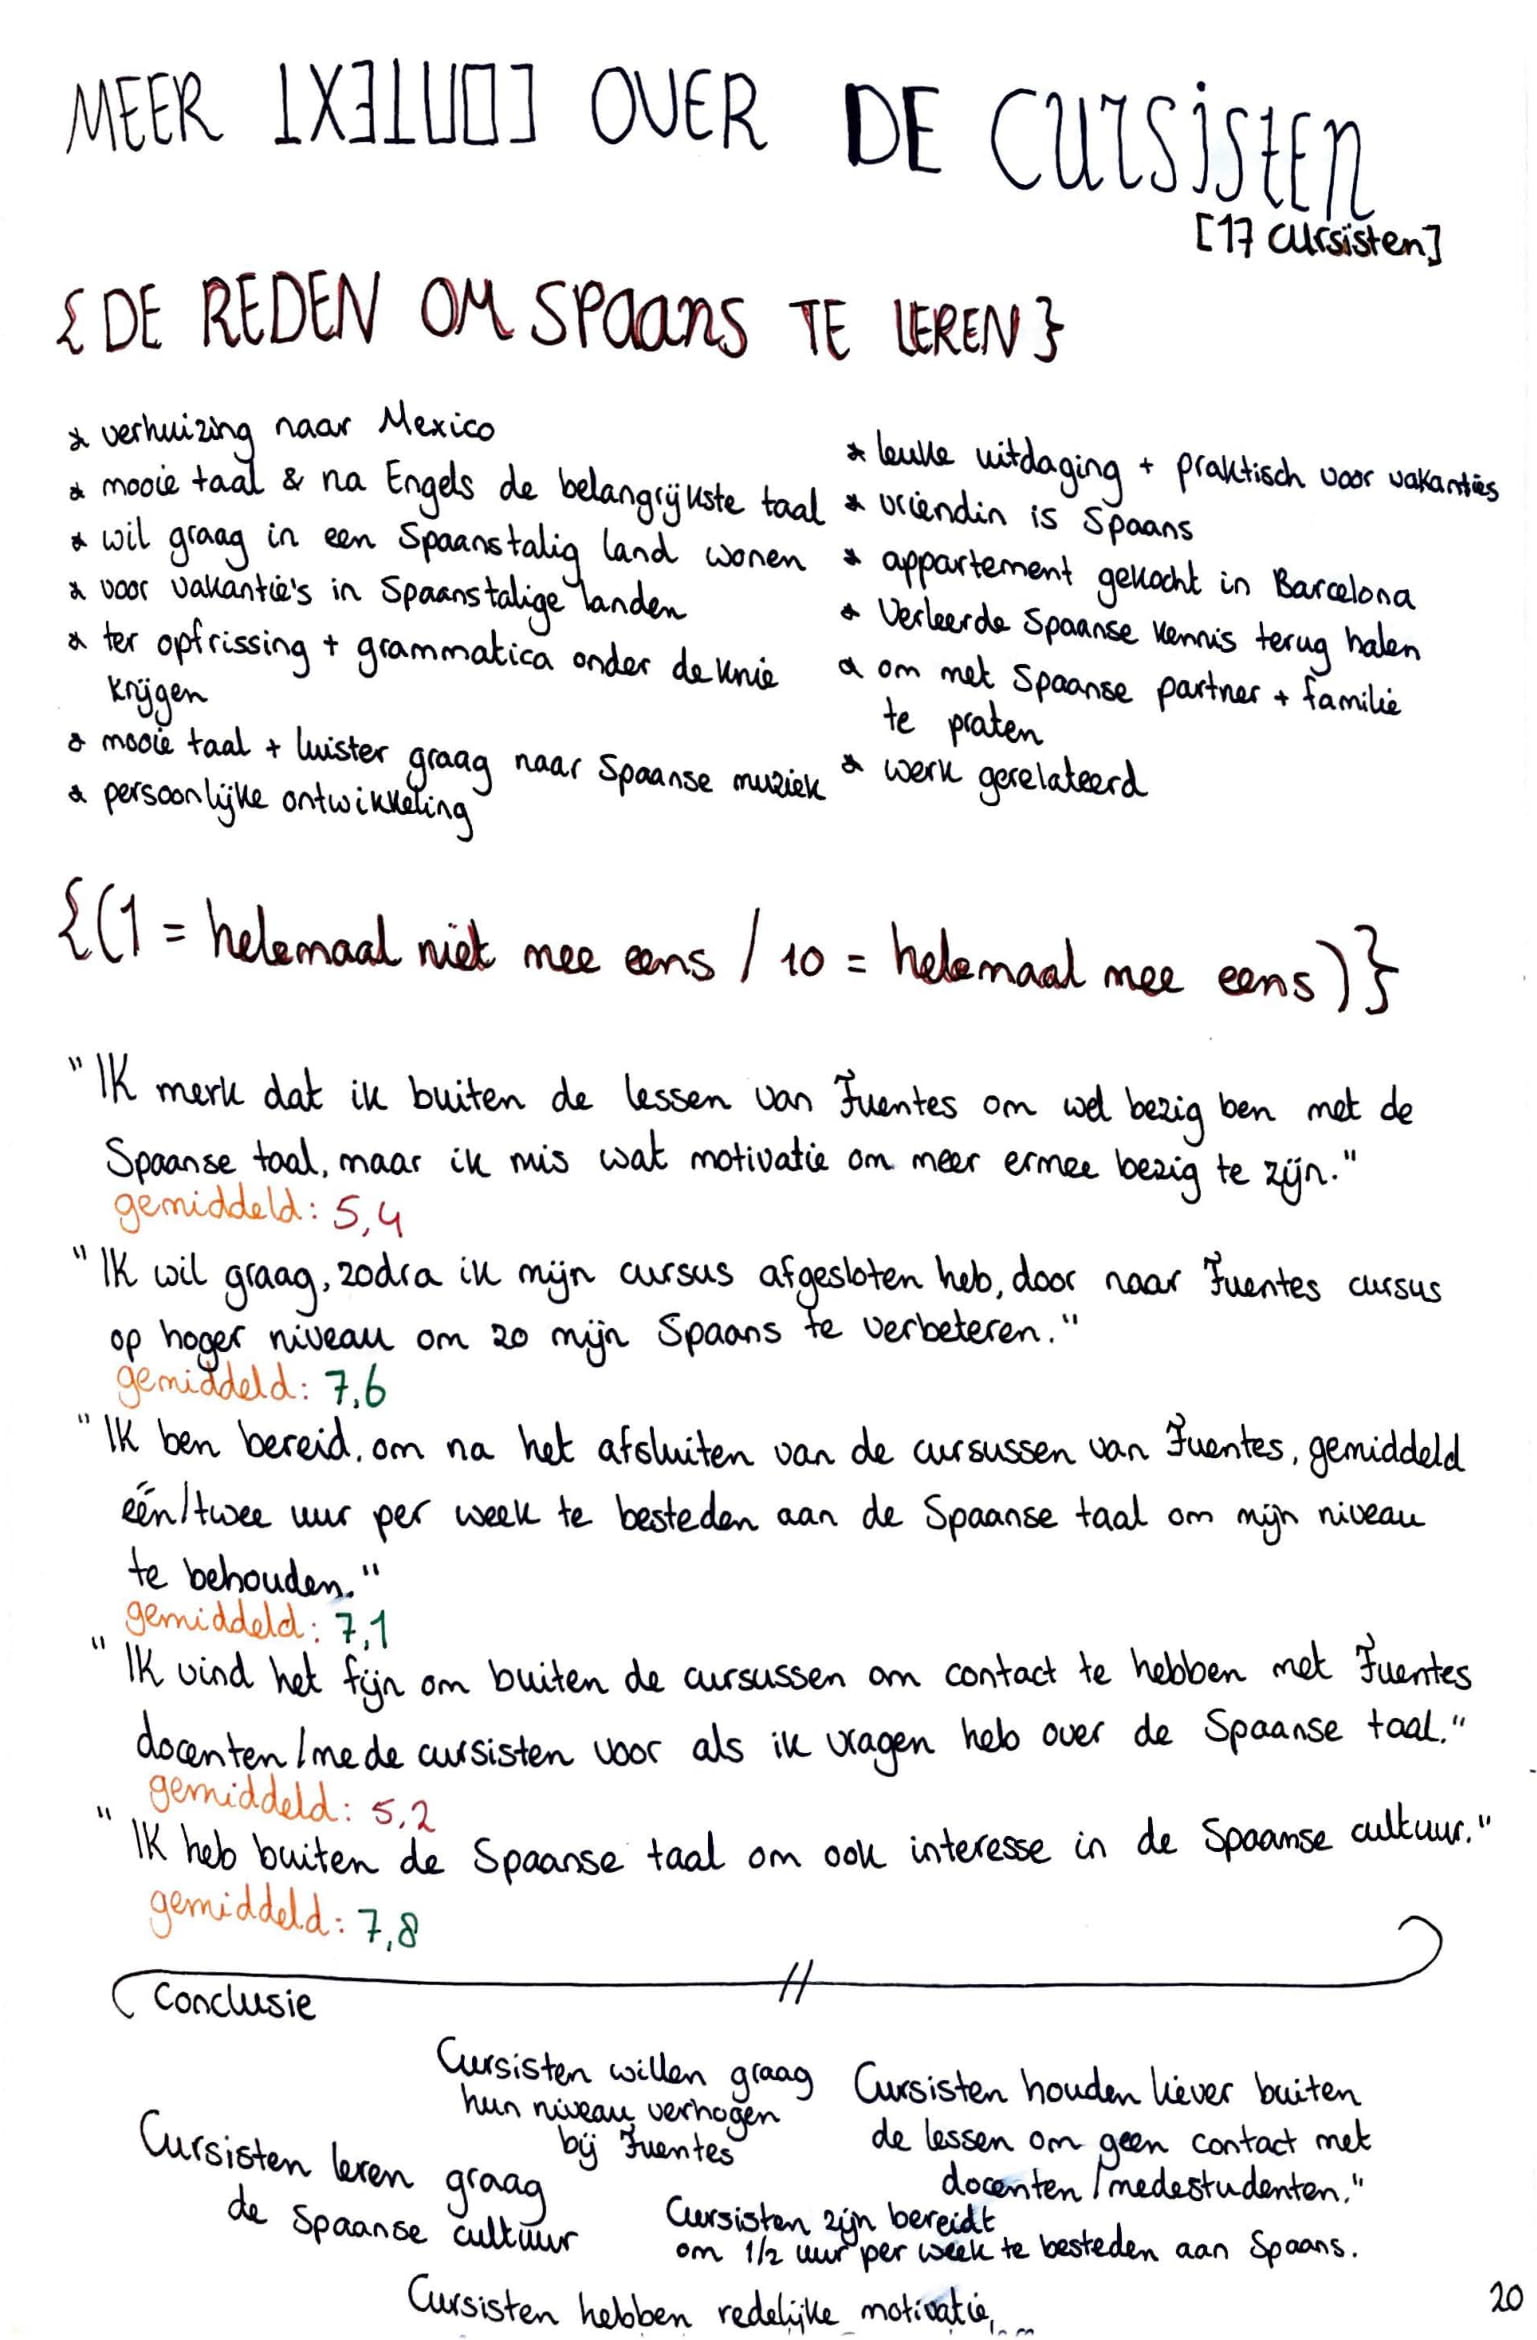 MEER CONTEXT OVER DE CURSISTEN
[17 cursisten]
{DE REDEN OM SPAANS TE LEREN}
* verhuizing naar Mexico
* mooie taal & na Engels de belangrijkste taal
* wil graag in een Spaanstalig land wonen
* voor vakantie's in Spaanstalige landen
* ter opfrissing + grammatica onder de knie
krijgen
* mooie taal + luister graag naar Spaanse muziek
* persoonlijke ontwikkeling
* leuke uitdaging + praktisch voor vakanties
* vriendin is Spaans
* appartement gekocht in Barcelona
* Verleerde Spaanse kennis terug halen
* om met Spaanse partner + familie
te praten
* werk gerelateerd
{(1 = helemaal niet mee eens / 10 = helemaal mee eens)}
"Ik merk dat ik buiten de lessen van Fuentes om wel bezig ben met de
Spaanse taal, maar ik mis wat motivatie om meer ermee bezig te zijn."
gemiddeld: 5,4
"Ik wil graag, zodra ik mijn cursus afgesloten heb, door naar Fuentes cursus
op hoger niveau om zo mijn Spaans te verbeteren."
gemiddeld: 7,6
"Ik ben bereid, om na het afsluiten van de cursussen van Fuentes, gemiddeld
één/twee uur per week te besteden aan de Spaanse taal om mijn niveau
te behouden."
gemiddeld: 7,1
"Ik vind het fijn om buiten de cursussen om contact te hebben met Fuentes
docenten/mede cursisten voor als ik vragen heb over de Spaanse taal."
gemiddeld: 5,2
"Ik heb buiten de Spaanse taal om ook interesse in de Spaanse cultuur."
gemiddeld: 7,8
Conclusie
Cursisten willen graag
hun niveau verhogen
bij Fuentes
Cursisten houden liever buiten
de lessen om geen contact met
docenten/medestudenten."
Cursisten leren graag
de Spaanse cultuur
Cursisten zijn bereidt
om 1/2 uur per week te besteden aan Spaans.
Cursisten hebben redelijke motivatie,
20